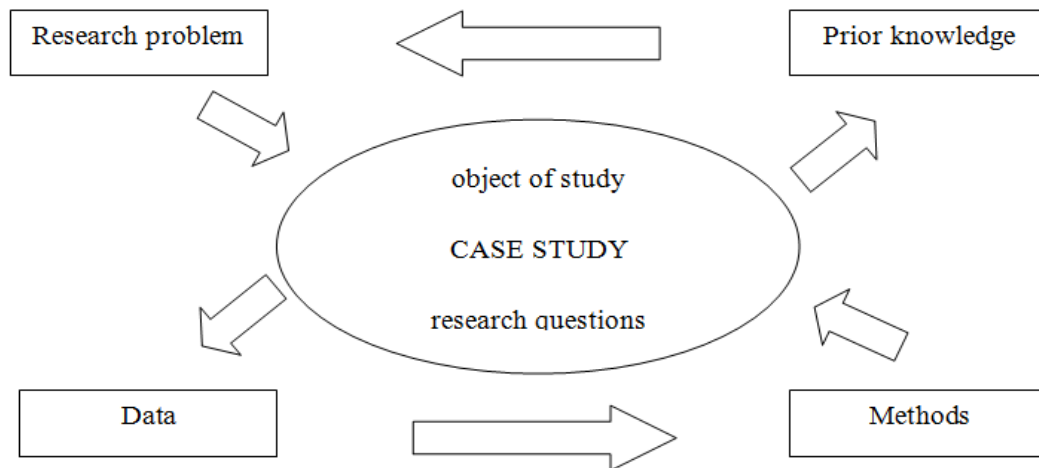 Research problem
Prior knowledge
object of study
CASE STUDY
research questions
Data
Methods